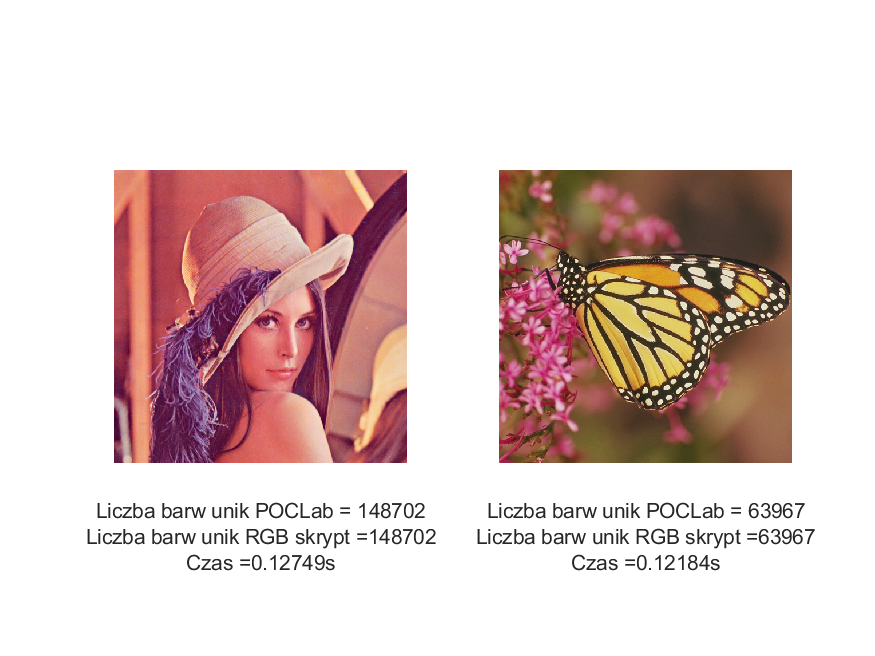 Liczba barw unik POCLab = 148702
Liczba barw unik RGB skrypt =148702
Czas =0.12749s
Liczba barw unik POCLab = 63967
Liczba barw unik RGB skrypt =63967
Czas =0.12184s